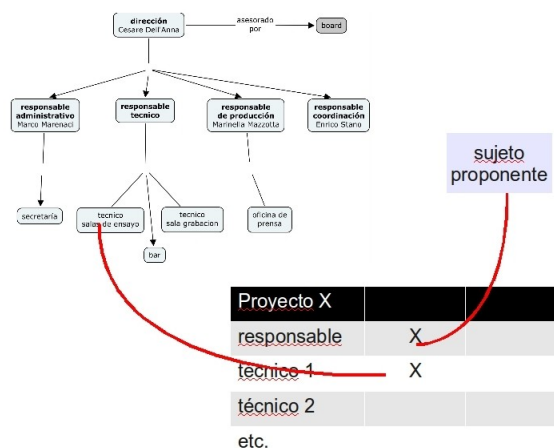 dirección
Cesare Dell'Anna
asesorado
por
board
responsable
administrativo
Marco Marenaci
responsable
tecnico
responsable
de producción
Marinella Mazzotta
responsable
coordinación
Enrico Stano
sujeto
proponente
secretaría
tecnico
salas de ensayo
tecnico
sala grabacion
oficina de
prensa
bar
Proyecto X
responsable X
tecnico 1 X
técnico 2
etc.